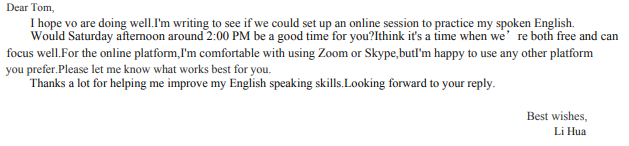 Dear Tom,
I hope vo are doing well.I'm writing to see if we could set up an online session to practice my spoken English.
Would Saturday afternoon around 2:00 PM be a good time for you?Ithink it's a time when we’re both free and can
focus well.For the online platform,I'm comfortable with using Zoom or Skype,butI'm happy to use any other platform
you prefer.Please let me know what works best for you.
Thanks a lot for helping me improve my English speaking skills.Looking forward to your reply.
Best wishes,
Li Hua